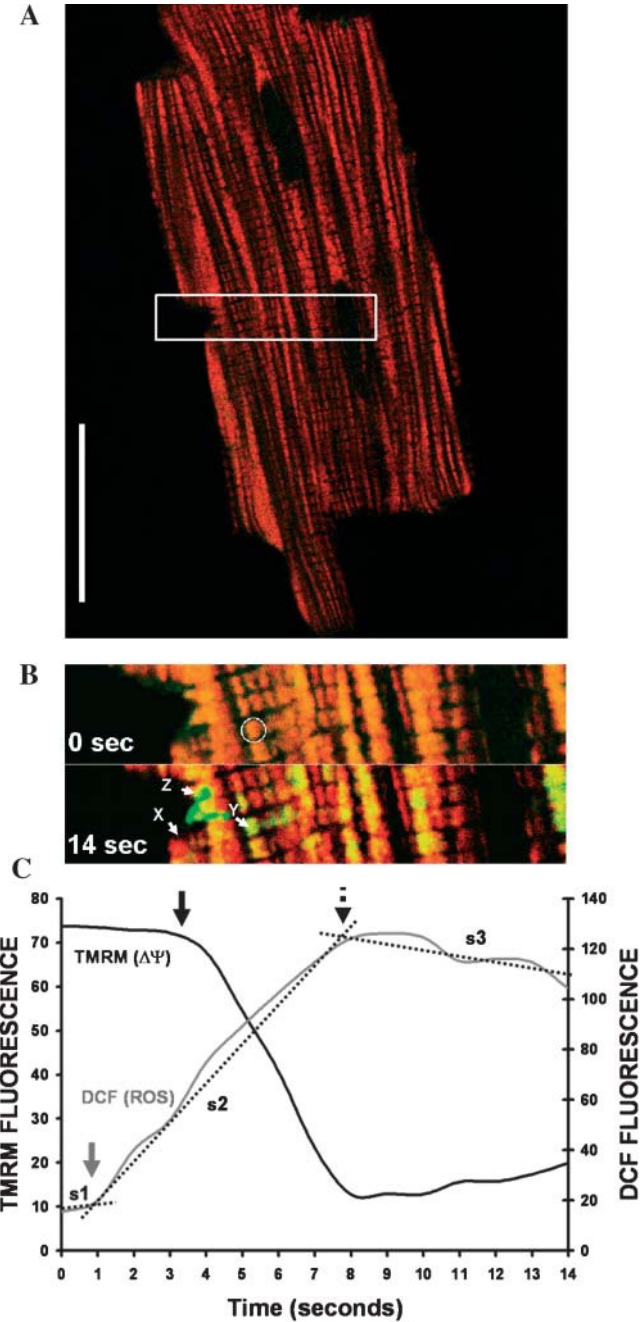 A
B
0 sec
Z
X
Y
14 sec
C
80
70
60
50
40
30
20
10
0
TMRM FLUORESCENCE
TMRM (ΔΨ)
DCF (ROS)
s1
s2
s3
140
120
100
80
60
40
20
0
DCF FLUORESCENCE
0 1 2 3 4 5 6 7 8 9 10 11 12 13 14
Time (seconds)